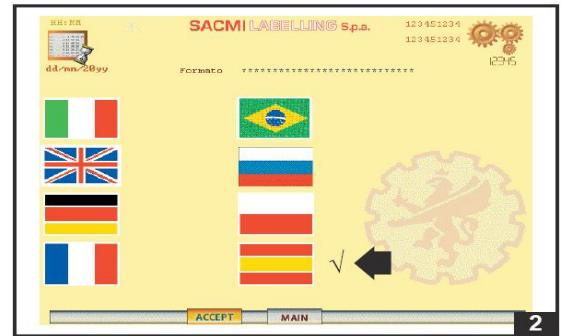 HH:MM
SACMI LABELLING S.p.a.
123451234
123451234
dd/mm/20yy
12345
Formato ***************************
√
ACCEPT MAIN
2